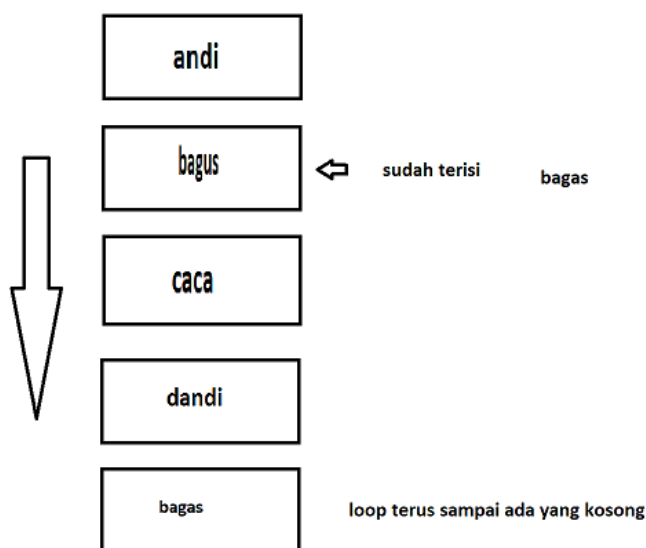 andi
bagus
sudah terisi
bagas
caca
dandi
bagas
loop terus sampai ada yang kosong